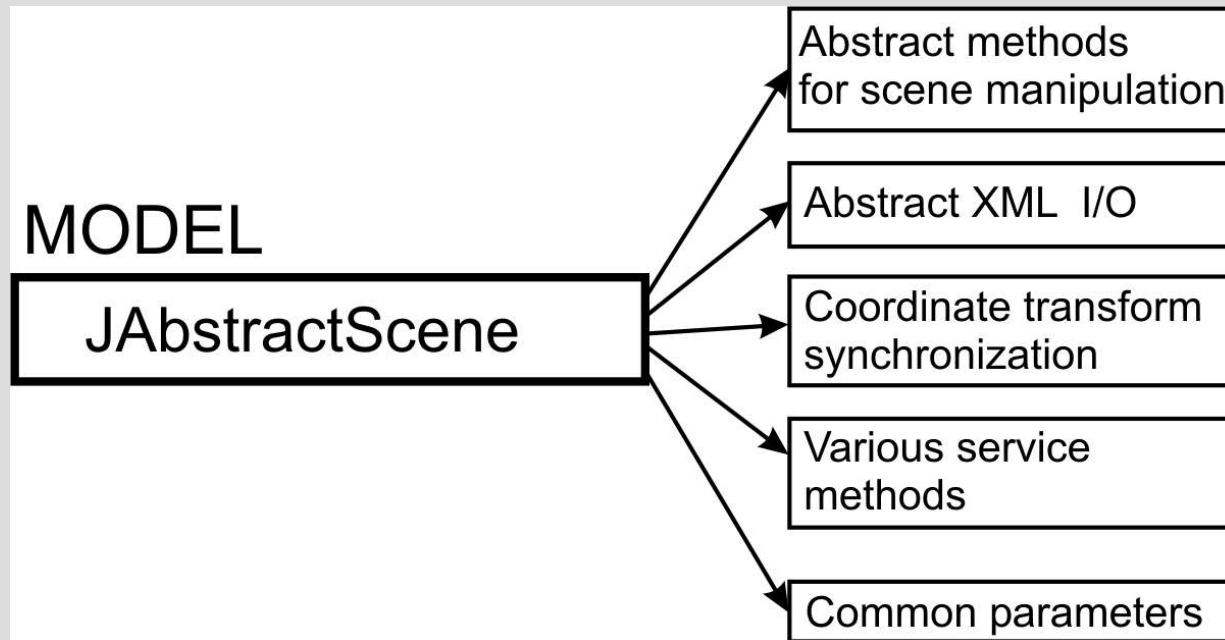 MODEL
JAbstractScene
Abstract methods
for scene manipulation
Abstract XML I/O
Coordinate transform
synchronization
Various service
methods
Common parameters